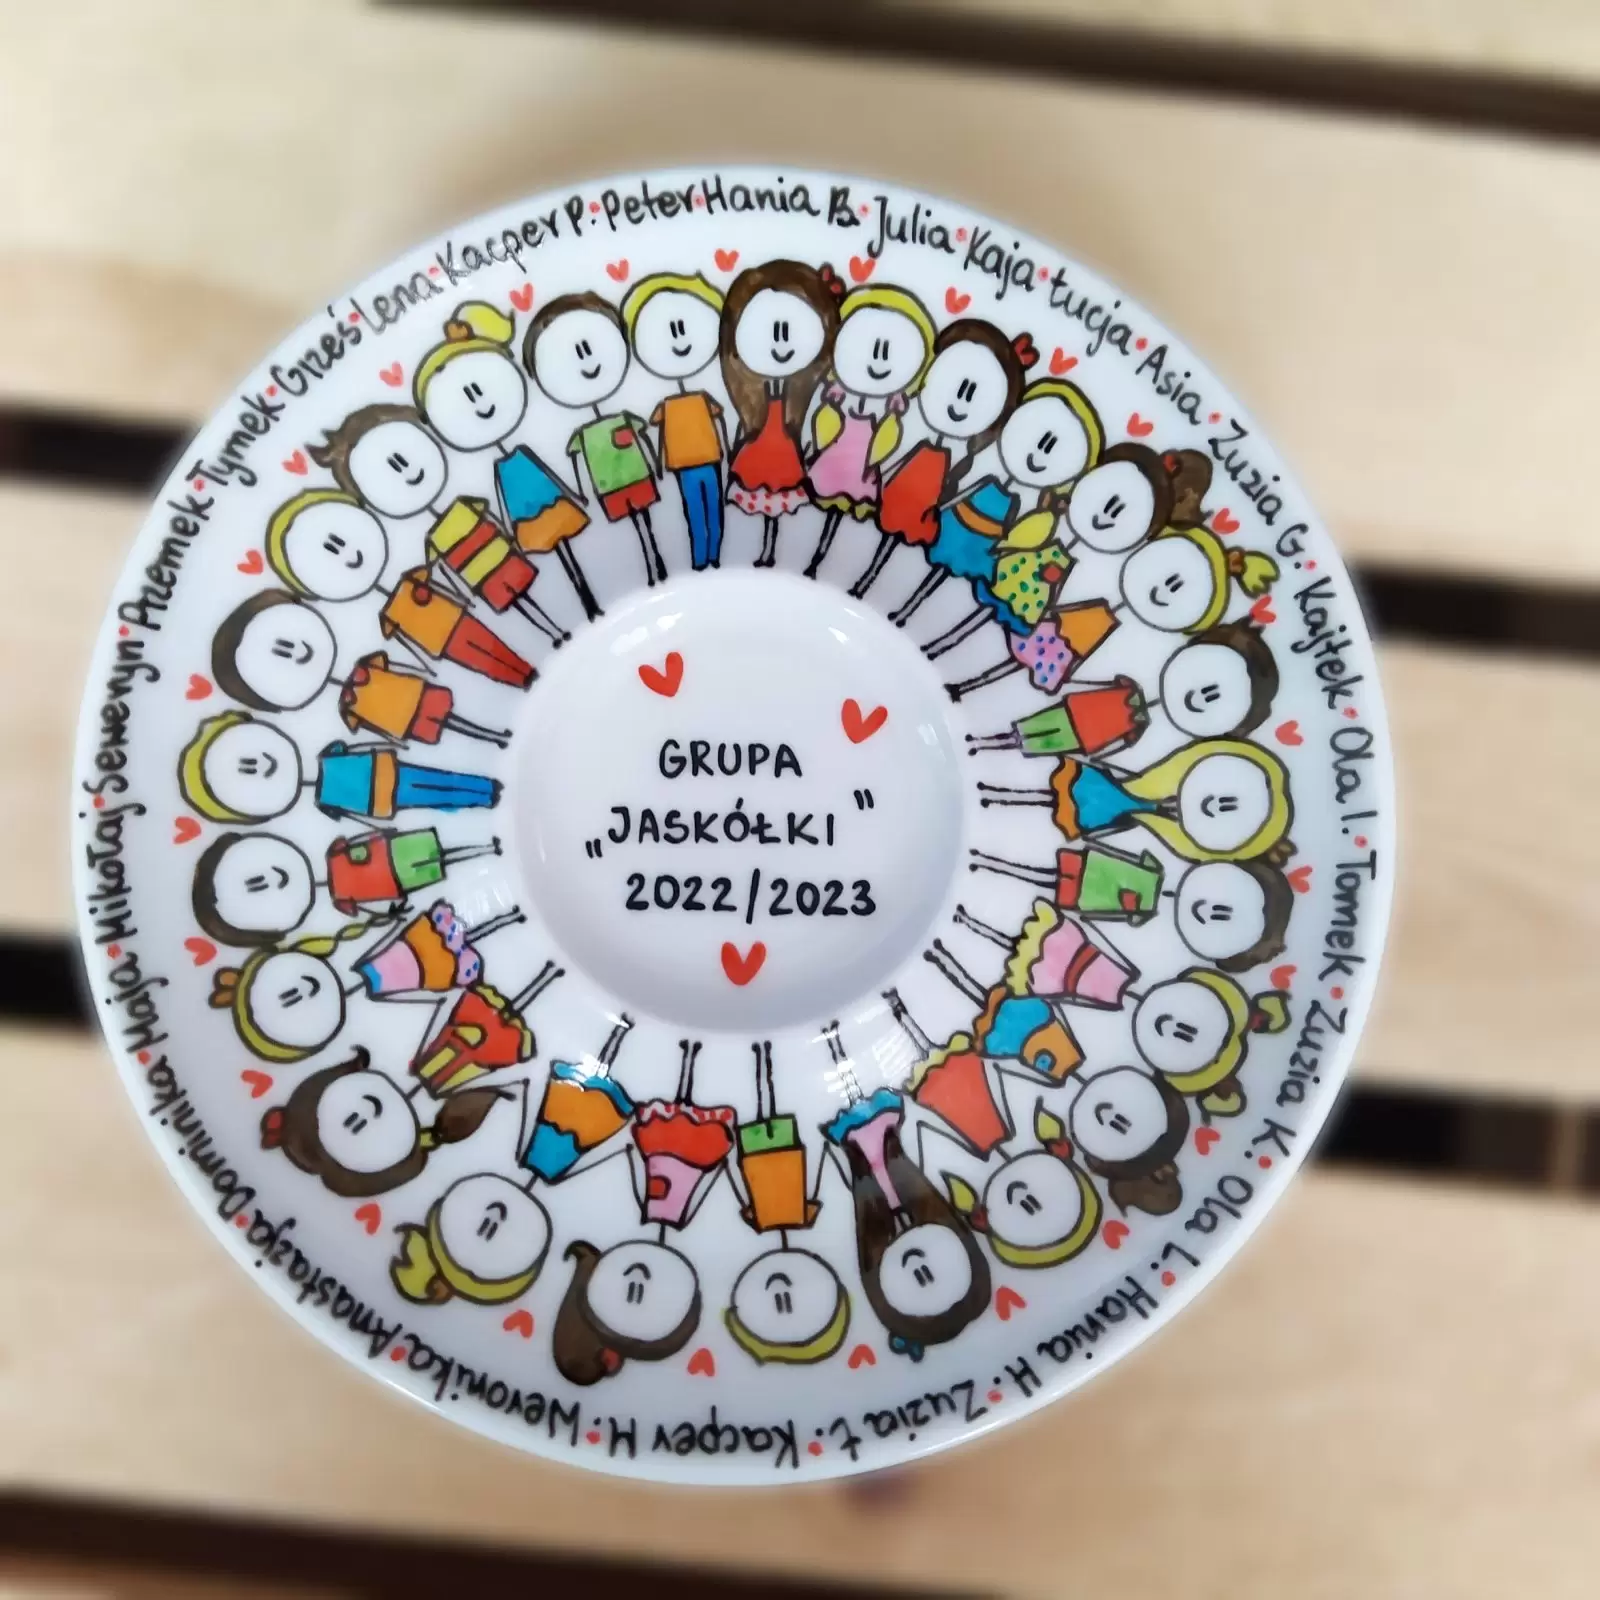 GRUPA
„JASKÓŁKI”
2022/2023
Kacper P. • Peter • Hania B. • Julia • Kaja • Łucja • Asia • Zuzia G. • Kajtek • Ola I. • Tomek • Zuzia K. • Ola L. • Hania H. • Zuzia Ł. • Kacper H. • Weronika • Anastazja • Dominika • Maja • Mikołaj • Seweryn • Przemek • Tymek • Grześ • Lena